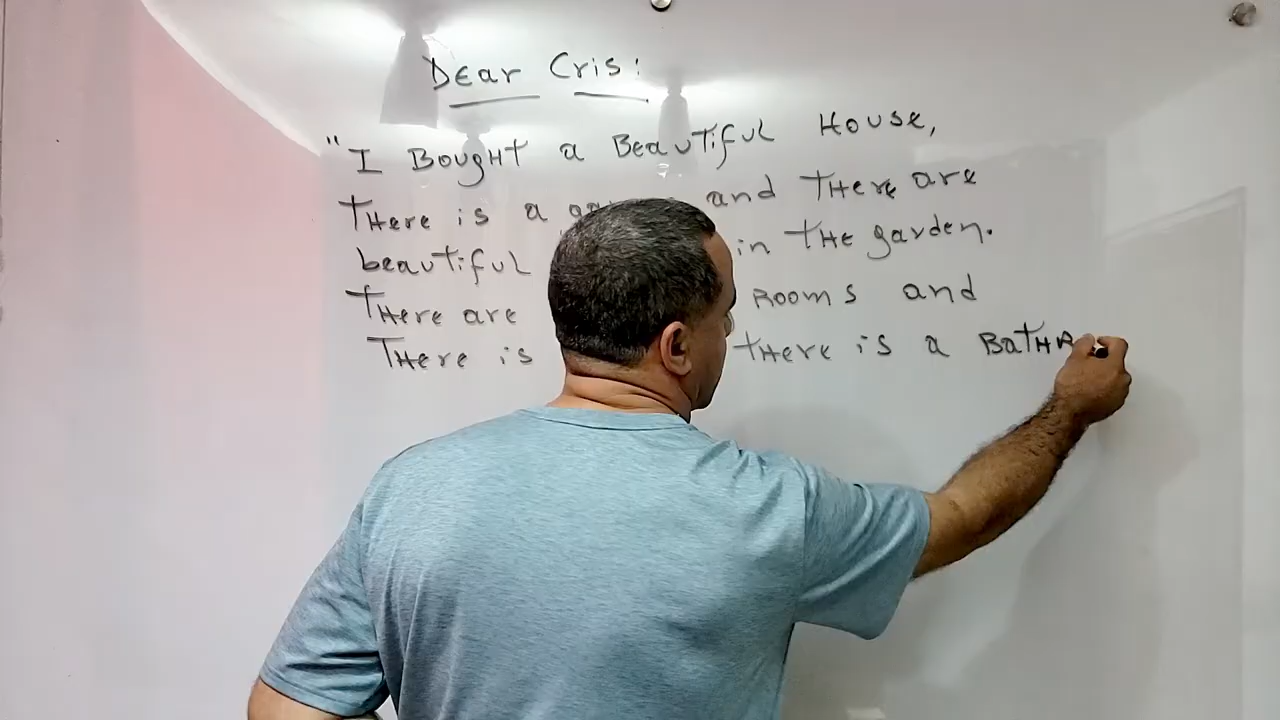 Dear Cris:
"I Bought a Beautiful House,
There is a and There are
beautiful in The garden.
There are Rooms and
There is There is a